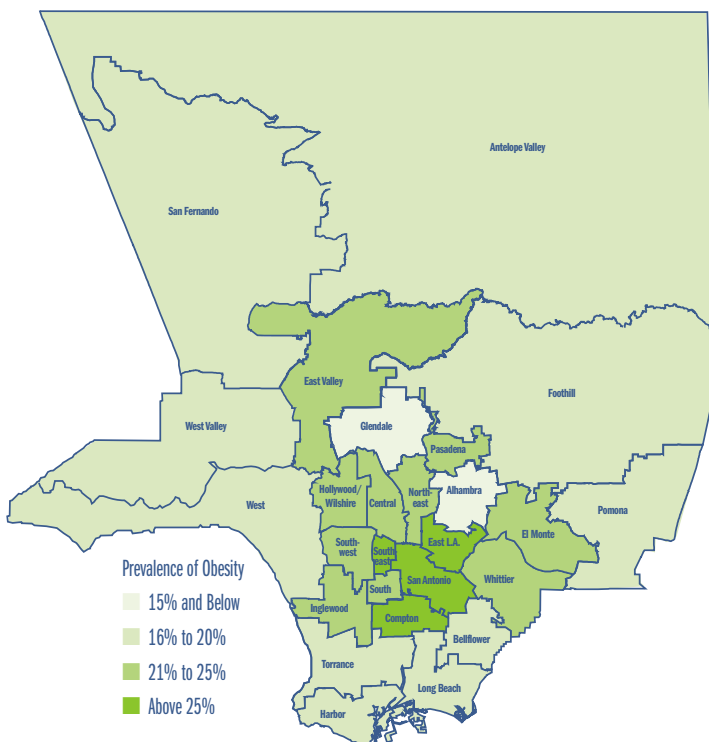 Antelope Valley
San Fernando
East Valley
Foothill
West Valley
Glendale
Pasadena
Hollywood/
Wilshire
Central
North-
east
Alhambra
West
Pomona
El Monte
South-
west
South-
east
East L.A.
San Antonio
Whittier
South
Inglewood
Compton
Bellflower
Torrance
Long Beach
Harbor
Prevalence of Obesity
15% and Below
16% to 20%
21% to 25%
Above 25%